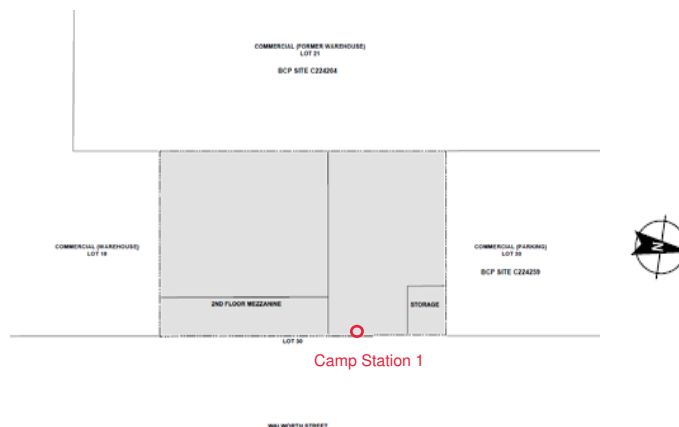 COMMERCIAL (FORMER WAREHOUSE)
LOT 21
BCP SITE C224204
COMMERCIAL (WAREHOUSE)
LOT 18
COMMERCIAL (PARKING)
LOT 30
BCP SITE C224259
N
2ND FLOOR MEZZANINE
STORAGE
LOT 36
Camp Station 1
WALWORTH STREET